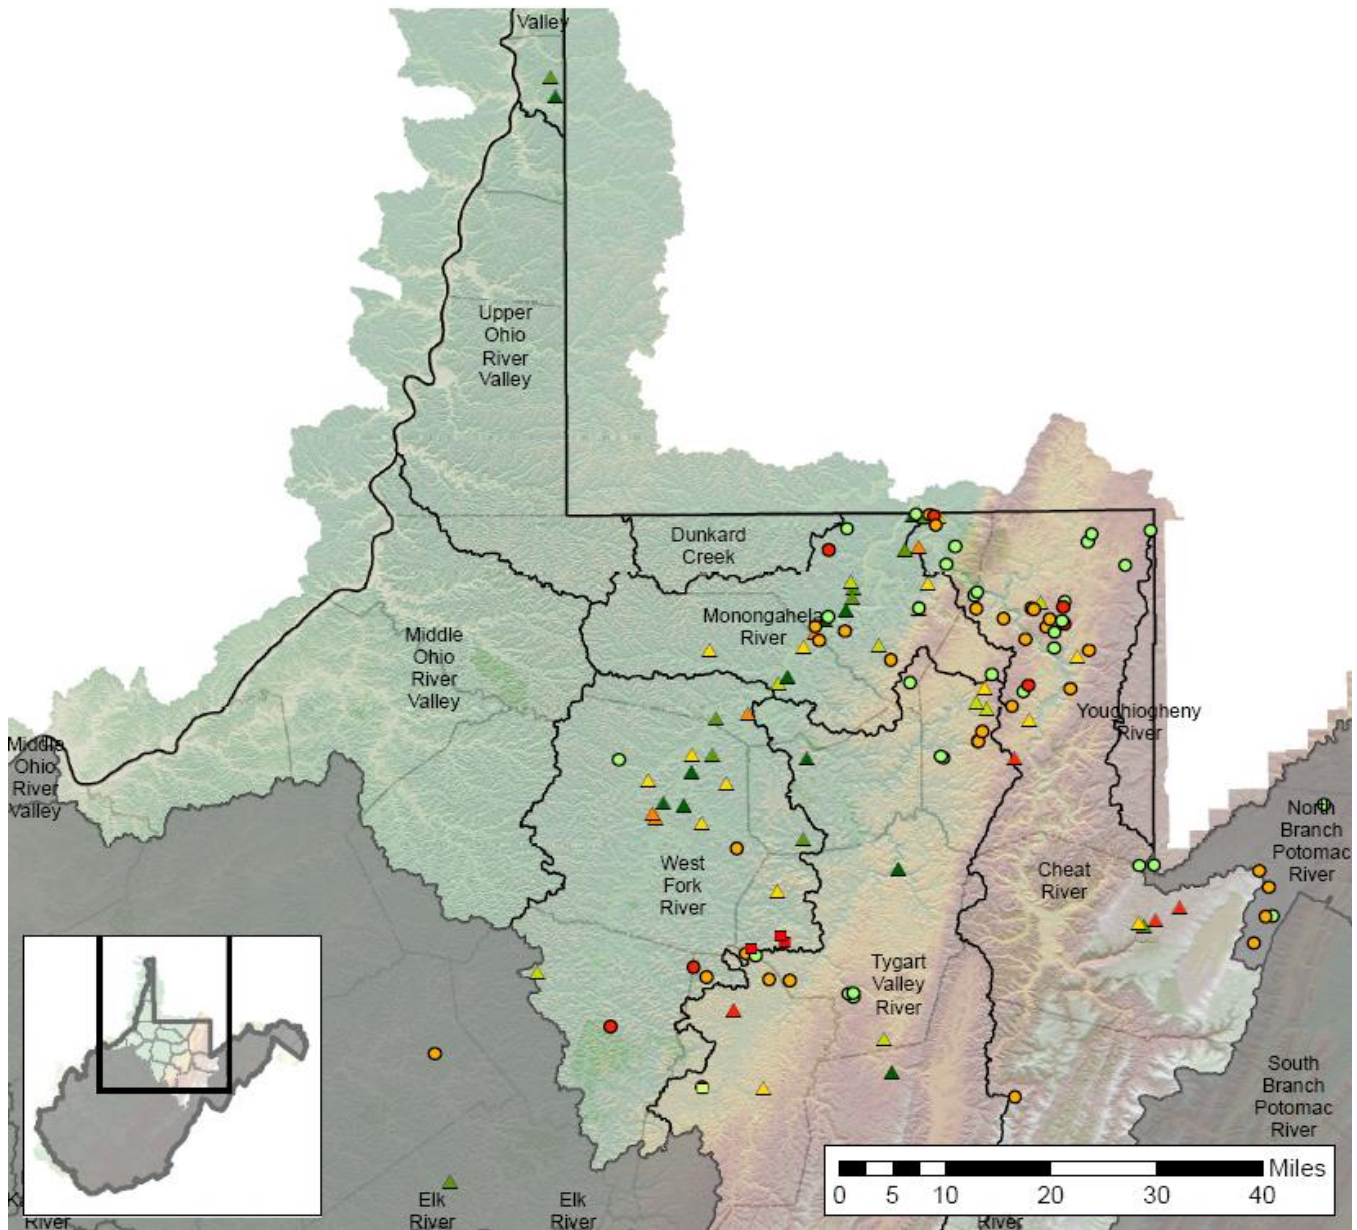 Valley
Upper
Ohio
River
Valley
Dunkard
Creek
Monongahela
River
Middle
Ohio
River
Valley
Youghiogheny
River
Middle
Ohio
River
Valley
North
Branch
Potomac
River
West
Fork
River
Cheat
River
Tygart
Valley
River
South
Branch
Potomac
River
Miles
0 5 10 20 30 40
Elk
River
Elk
River
River
River